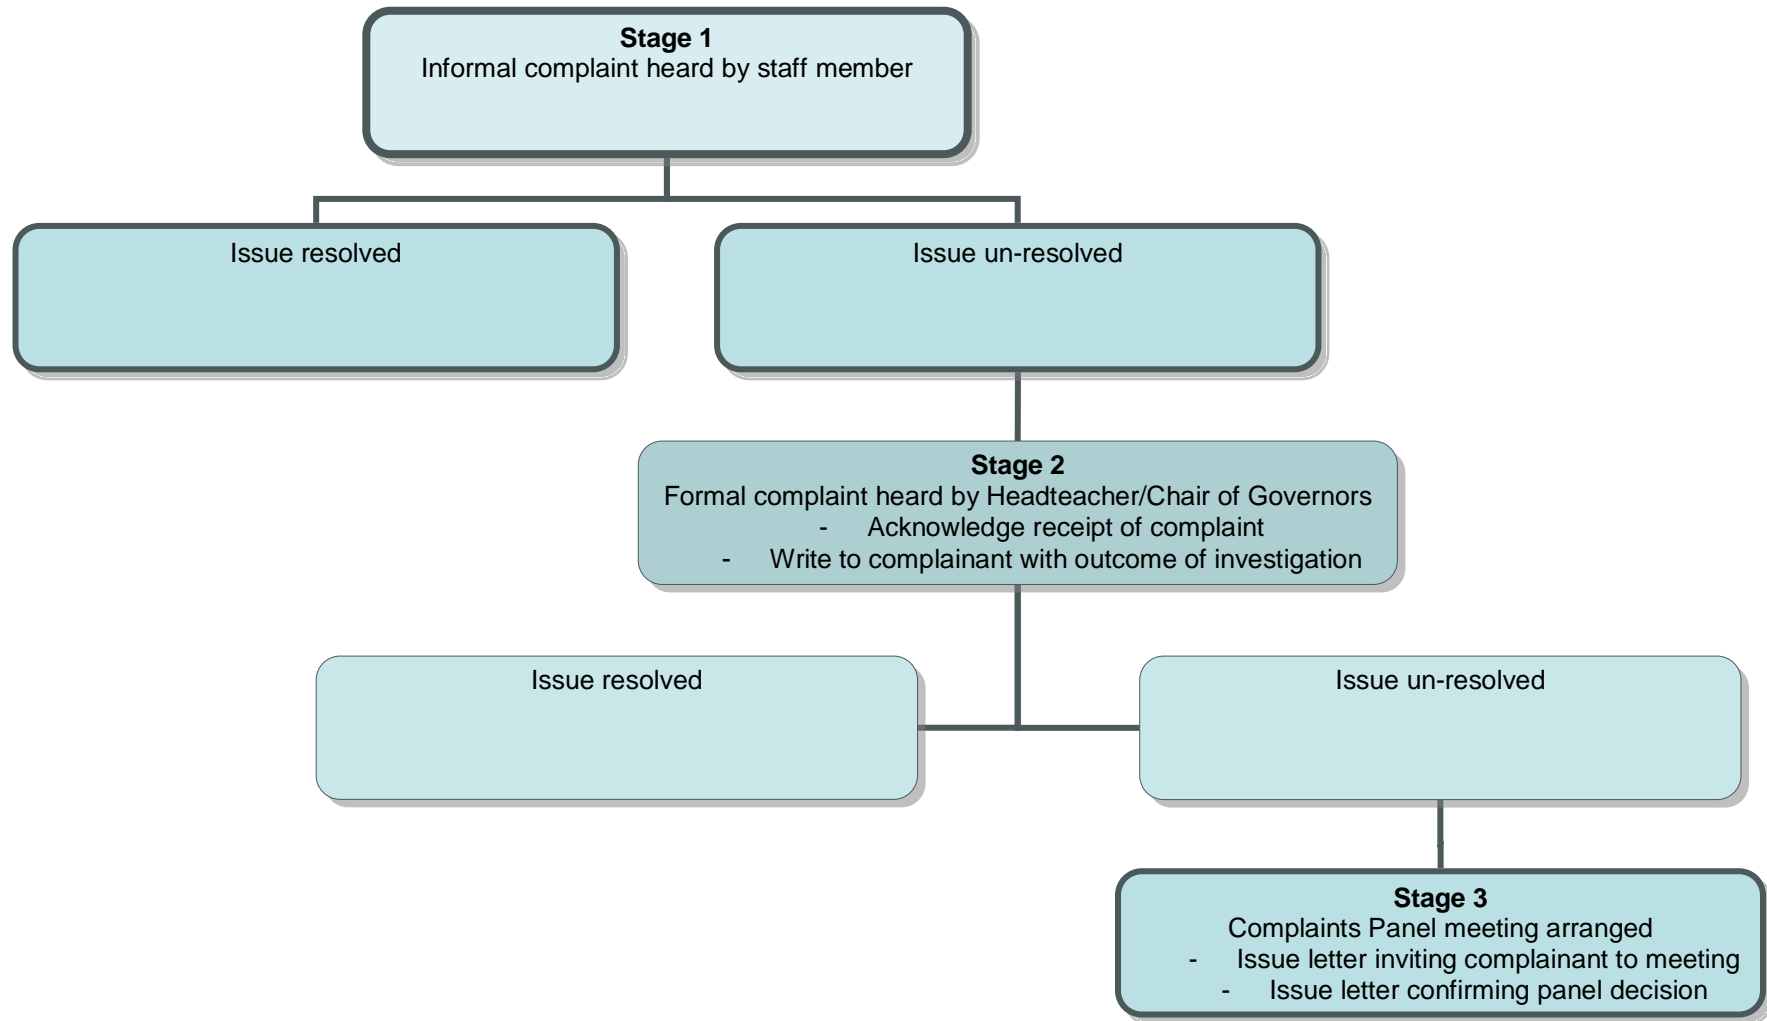 Stage 1
Informal complaint heard by staff member
Issue resolved
Issue un-resolved
Stage 2
Formal complaint heard by Headteacher/Chair of Governors
- Acknowledge receipt of complaint
- Write to complainant with outcome of investigation
Issue resolved
Issue un-resolved
Stage 3
Complaints Panel meeting arranged
- Issue letter inviting complainant to meeting
- Issue letter confirming panel decision